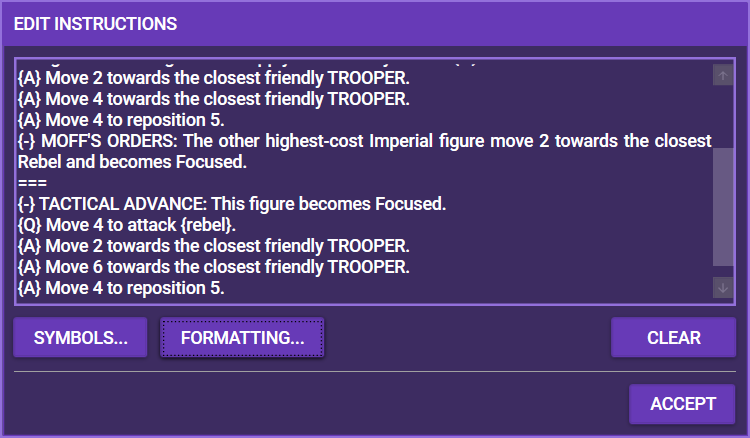 EDIT INSTRUCTIONS
{A} Move 2 towards the closest friendly TROOPER.
{A} Move 4 towards the closest friendly TROOPER.
{A} Move 4 to reposition 5.
{-} MOFF'S ORDERS: The other highest-cost Imperial figure move 2 towards the closest
Rebel and becomes Focused.
===
{-} TACTICAL ADVANCE: This figure becomes Focused.
{Q} Move 4 to attack {rebel}.
{A} Move 2 towards the closest friendly TROOPER.
{A} Move 6 towards the closest friendly TROOPER.
{A} Move 4 to reposition 5.
SYMBOLS... FORMATTING... CLEAR
ACCEPT